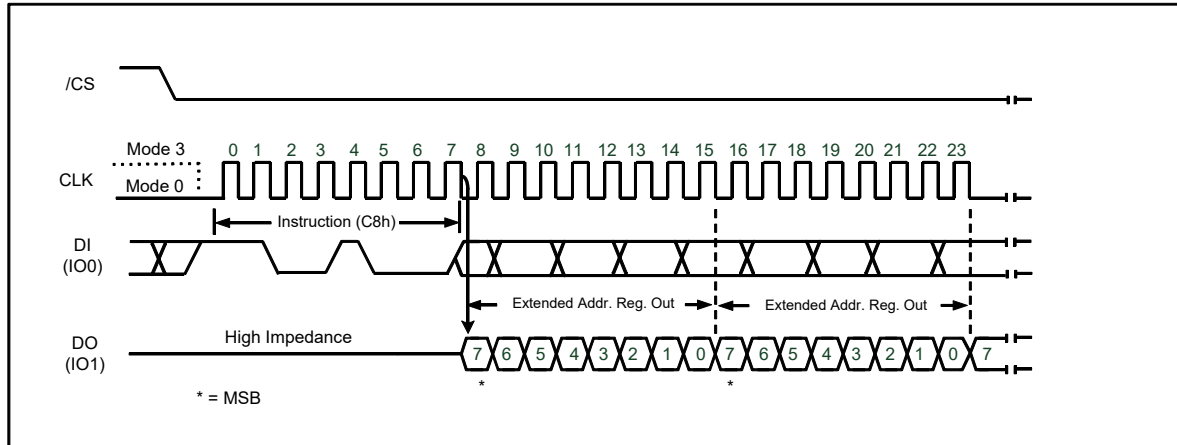 /CS
Mode 3
CLK
Mode 0
0 1 2 3 4 5 6 7 8 9 10 11 12 13 14 15 16 17 18 19 20 21 22 23
Instruction (C8h)
DI
(IO0)
Extended Addr. Reg. Out
Extended Addr. Reg. Out
High Impedance
DO
(IO1)
7 6 5 4 3 2 1 0 7 6 5 4 3 2 1 0 7
* *
* = MSB